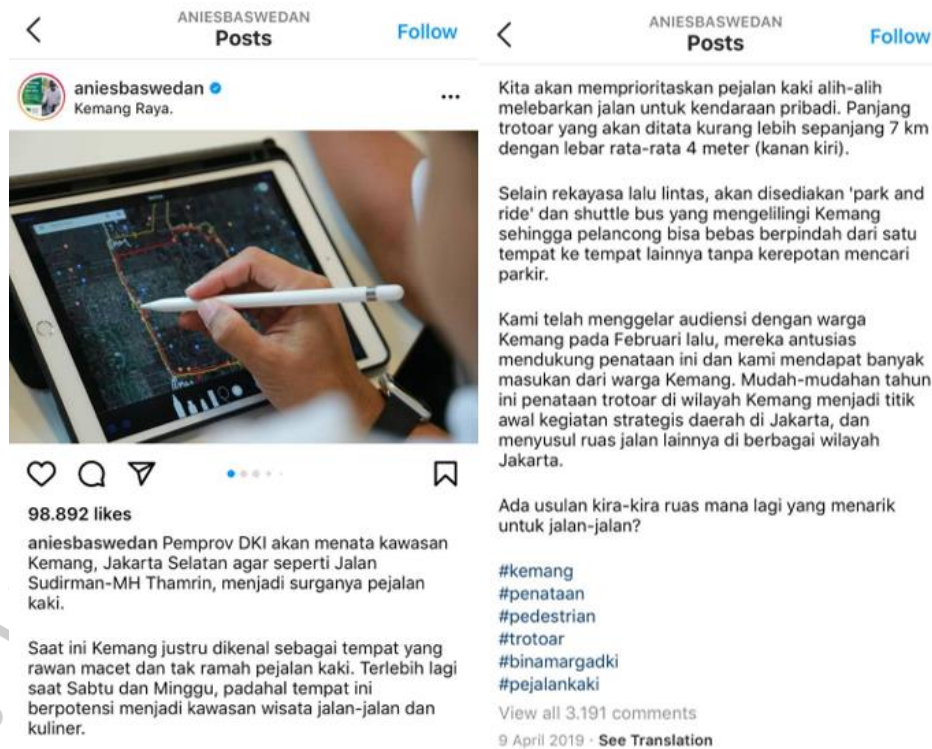 ANIESBASWEDAN
Posts
Follow
aniesbaswedan
Kemang Raya.
98.892 likes
aniesbaswedan Pemprov DKI akan menata kawasan
Kemang, Jakarta Selatan agar seperti Jalan
Sudirman-MH Thamrin, menjadi surganya pejalan
kaki.
Saat ini Kemang justru dikenal sebagai tempat yang
rawan macet dan tak ramah pejalan kaki. Terlebih lagi
saat Sabtu dan Minggu, padahal tempat ini
berpotensi menjadi kawasan wisata jalan-jalan dan
kuliner.
ANIESBASWEDAN
Posts
Follow
Kita akan memprioritaskan pejalan kaki alih-alih
melebarkan jalan untuk kendaraan pribadi. Panjang
trotoar yang akan ditata kurang lebih sepanjang 7 km
dengan lebar rata-rata 4 meter (kanan kiri).
Selain rekayasa lalu lintas, akan disediakan 'park and
ride' dan shuttle bus yang mengelilingi Kemang
sehingga pelancong bisa bebas berpindah dari satu
tempat ke tempat lainnya tanpa kerepotan mencari
parkir.
Kami telah menggelar audiensi dengan warga
Kemang pada Februari lalu, mereka antusias
mendukung penataan ini dan kami mendapat banyak
masukan dari warga Kemang. Mudah-mudahan tahun
ini penataan trotoar di wilayah Kemang menjadi titik
awal kegiatan strategis daerah di Jakarta, dan
menyusul ruas jalan lainnya di berbagai wilayah
Jakarta.
Ada usulan kira-kira ruas mana lagi yang menarik
untuk jalan-jalan?
#kemang
#penataan
#pedestrian
#trotoar
#binamargadki
#pejalankaki
View all 3.191 comments
9 April 2019 · See Translation